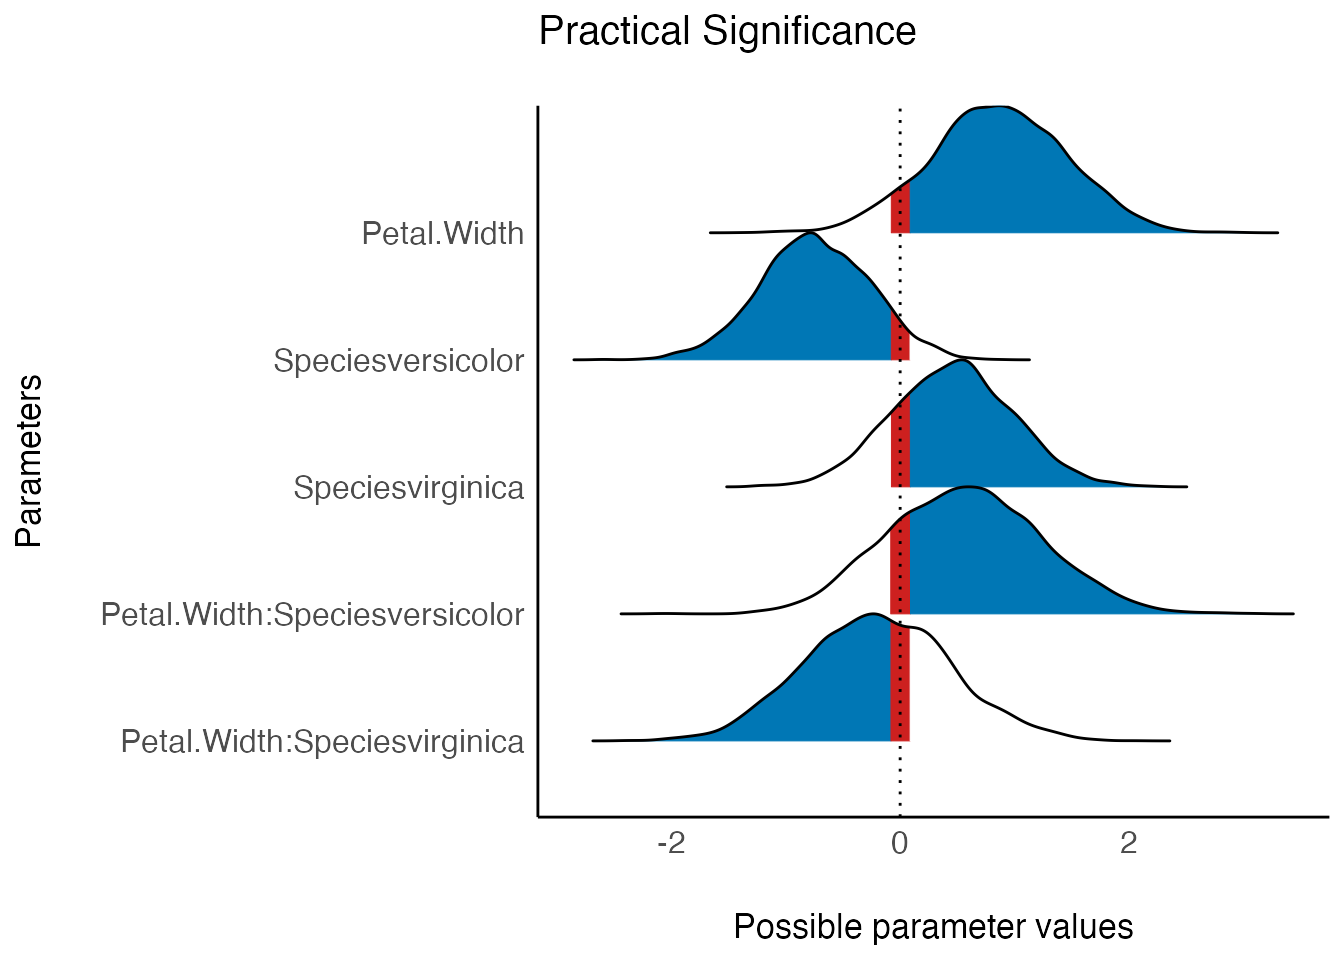 Practical Significance
Parameters
Petal.Width
Speciesversicolor
Speciesvirginica
Petal.Width:Speciesversicolor
Petal.Width:Speciesvirginica
-2 0 2
Possible parameter values